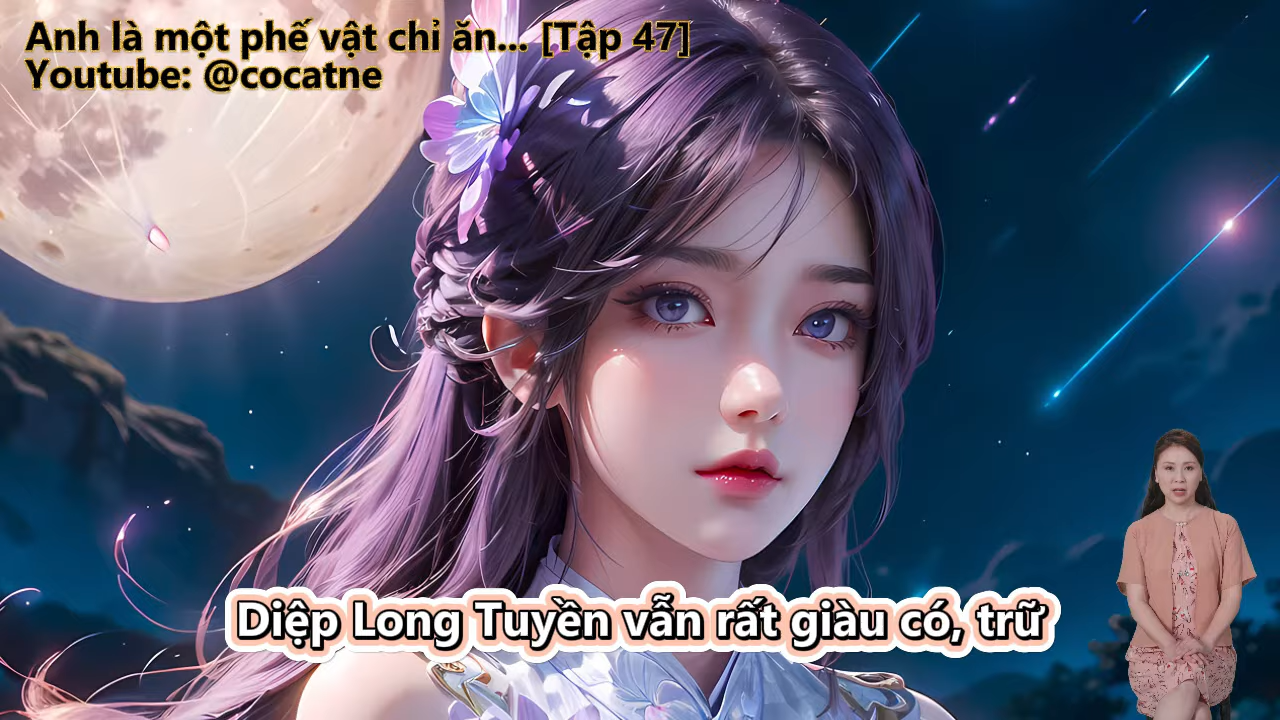 Anh là một phế vật chỉ ăn... [Tập 47]
Youtube: @cocatne
Diệp Long Tuyền vẫn rất giàu có, trữ